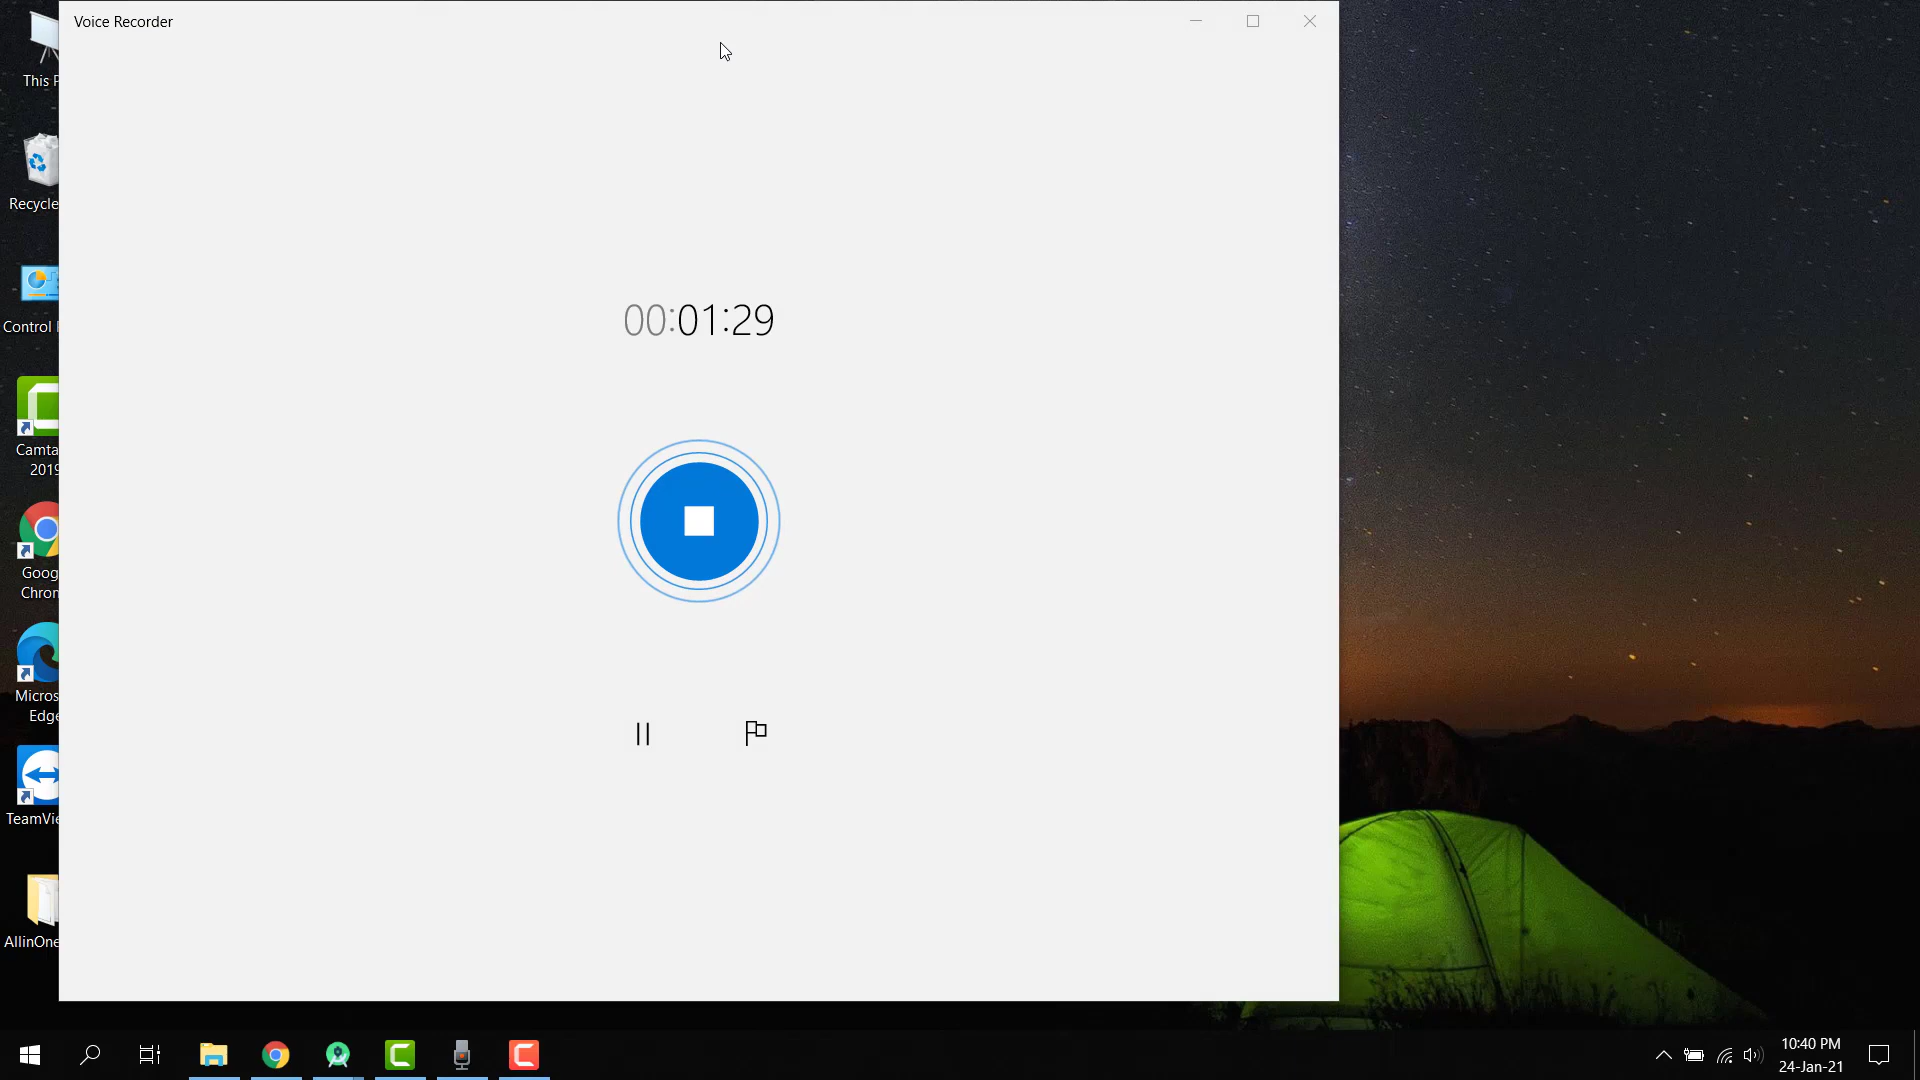 Voice Recorder
This P
Recycle
Control
Camta
2019
Goog
Chron
Micros
Edge
TeamVie
AllinOne
00:01:29
10:40 PM
24-Jan-21